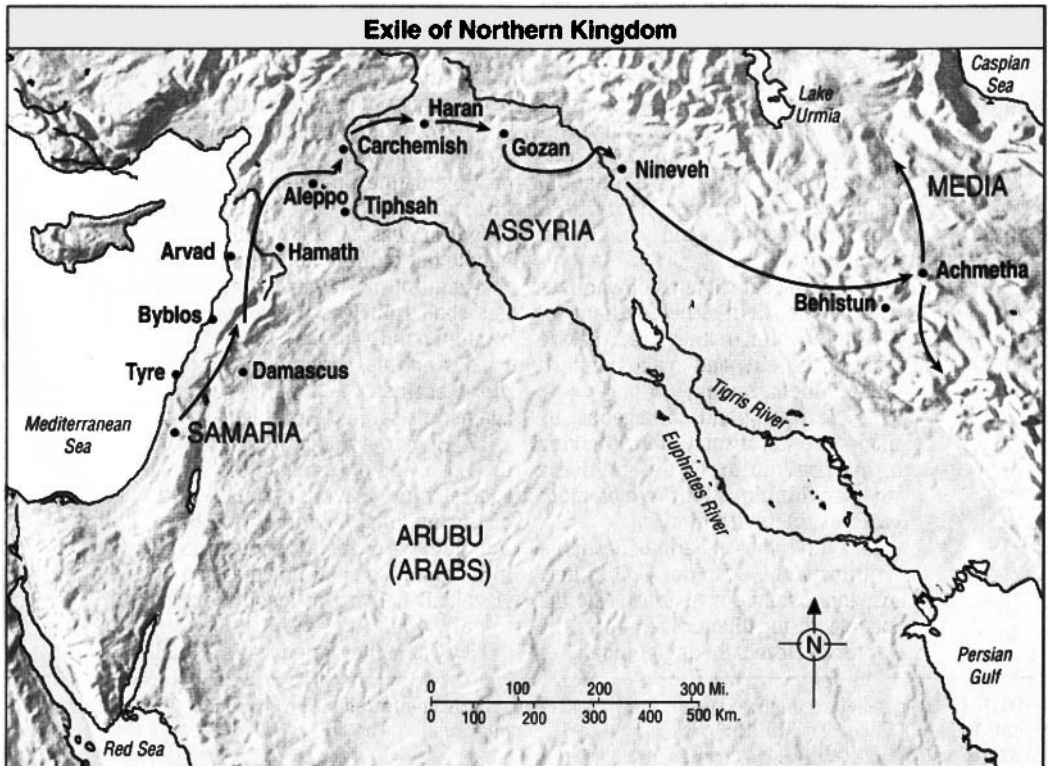 Exile of Northern Kingdom
Caspian
Sea
Lake
Urmia
Haran
Carchemish
Gozan
Nineveh
MEDIA
Aleppo
Tiphsah
ASSYRIA
Arvad
Hamath
Achmetha
Behistun
Byblos
Tyre
Damascus
Tigris River
Mediterranean
Sea
SAMARIA
Euphrates River
ARUBU
(ARABS)
N
Persian
Gulf
0 100 200 300 Mi.
0 100 200 300 400 500 Km.
Red Sea